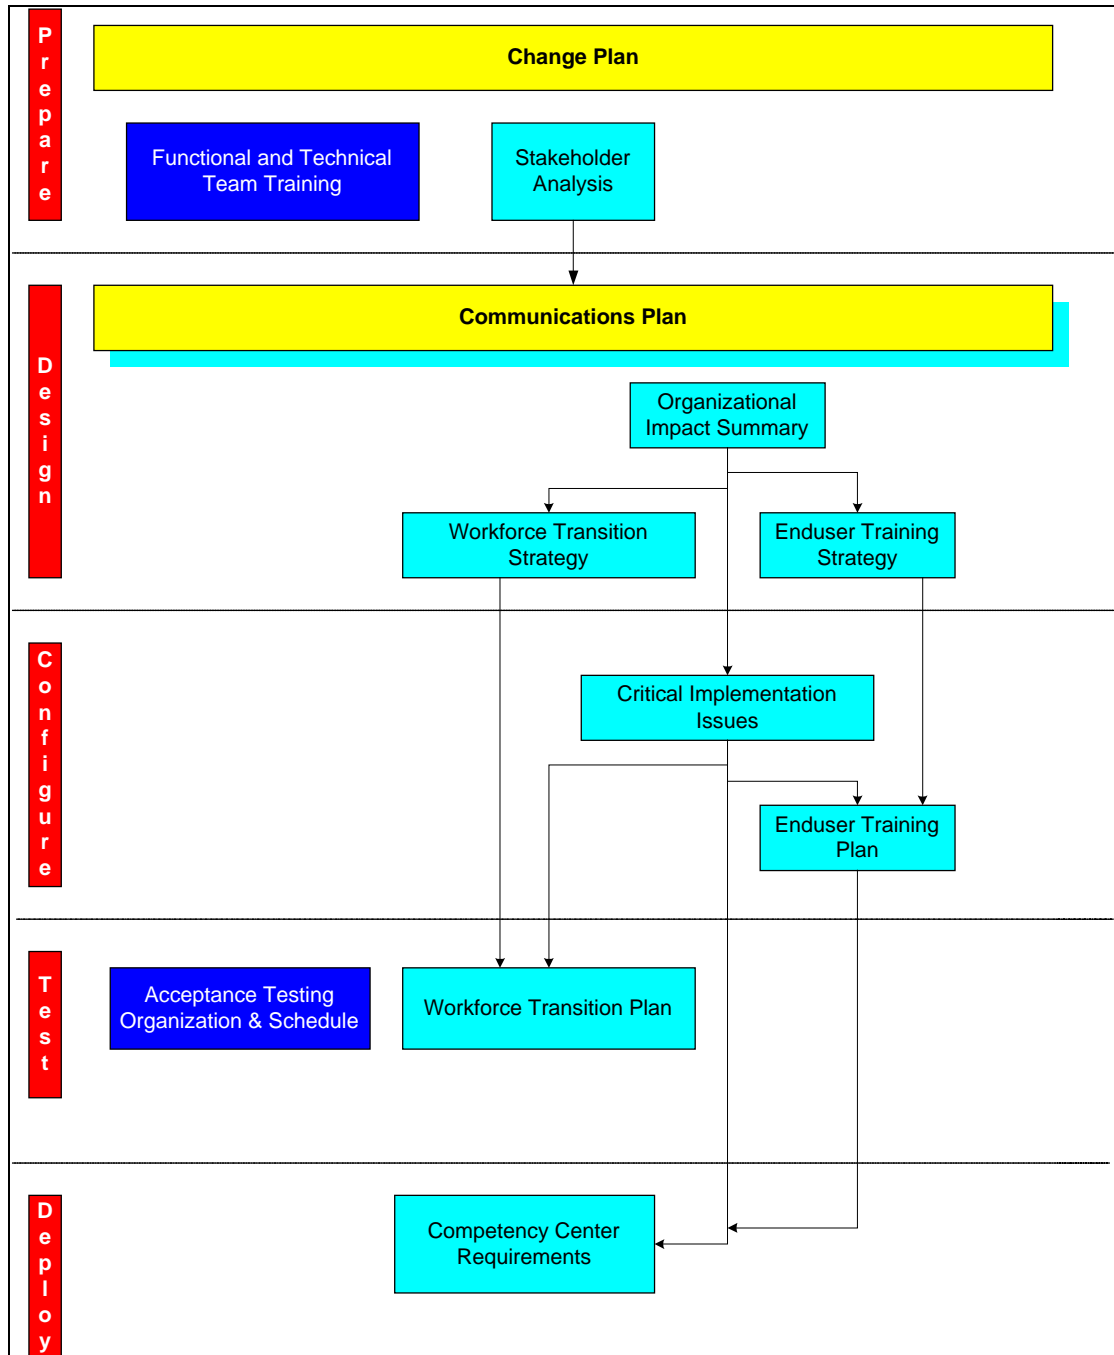 Prepare
Change Plan
Functional and Technical
Team Training
Stakeholder
Analysis
Design
Communications Plan
Organizational
Impact Summary
Workforce Transition
Strategy
Enduser Training
Strategy
Configure
Critical Implementation
Issues
Enduser Training
Plan
Test
Acceptance Testing
Organization & Schedule
Workforce Transition Plan
Deploy
Competency Center
Requirements